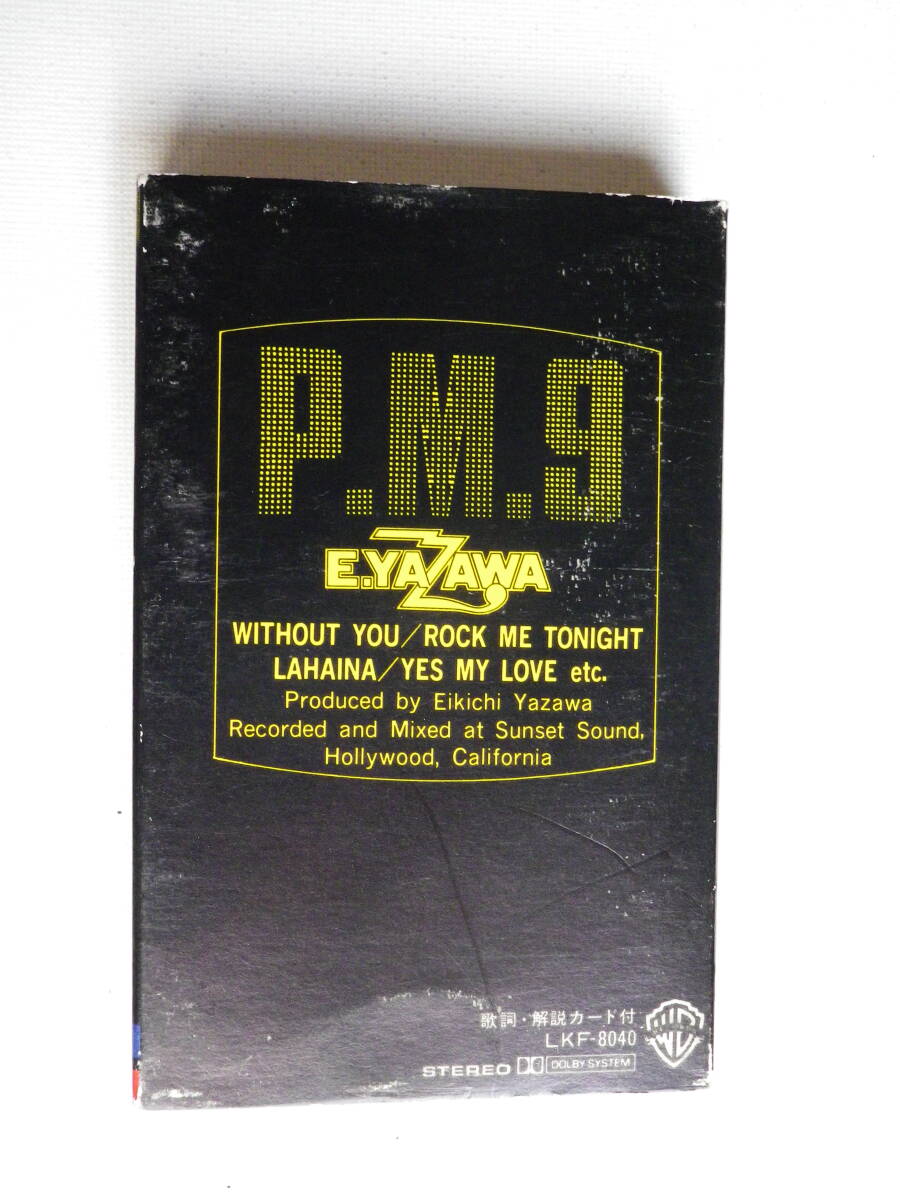 P.M.9
E.YAZAWA
WITHOUT YOU/ROCK ME TONIGHT
LAHAINA/YES MY LOVE etc.
Produced by Eikichi Yazawa
Recorded and Mixed at Sunset Sound,
Hollywood, California
歌詞・解説カード付
LKF-8040
STEREO DOLBY SYSTEM